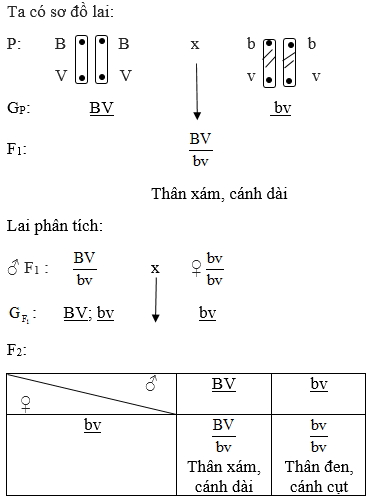 Ta có sơ đồ lai:
P: B B x b b
V V v v
GP: BV bv
F1: BV/bv
Thân xám, cánh dài
Lai phân tích:
♂ F1 : BV/bv x ♀ bv/bv
GF1 : BV; bv bv
F2:
♂ BV bv
♀
bv BV/bv bv/bv
Thân xám, Thân đen,
cánh dài cánh cụt